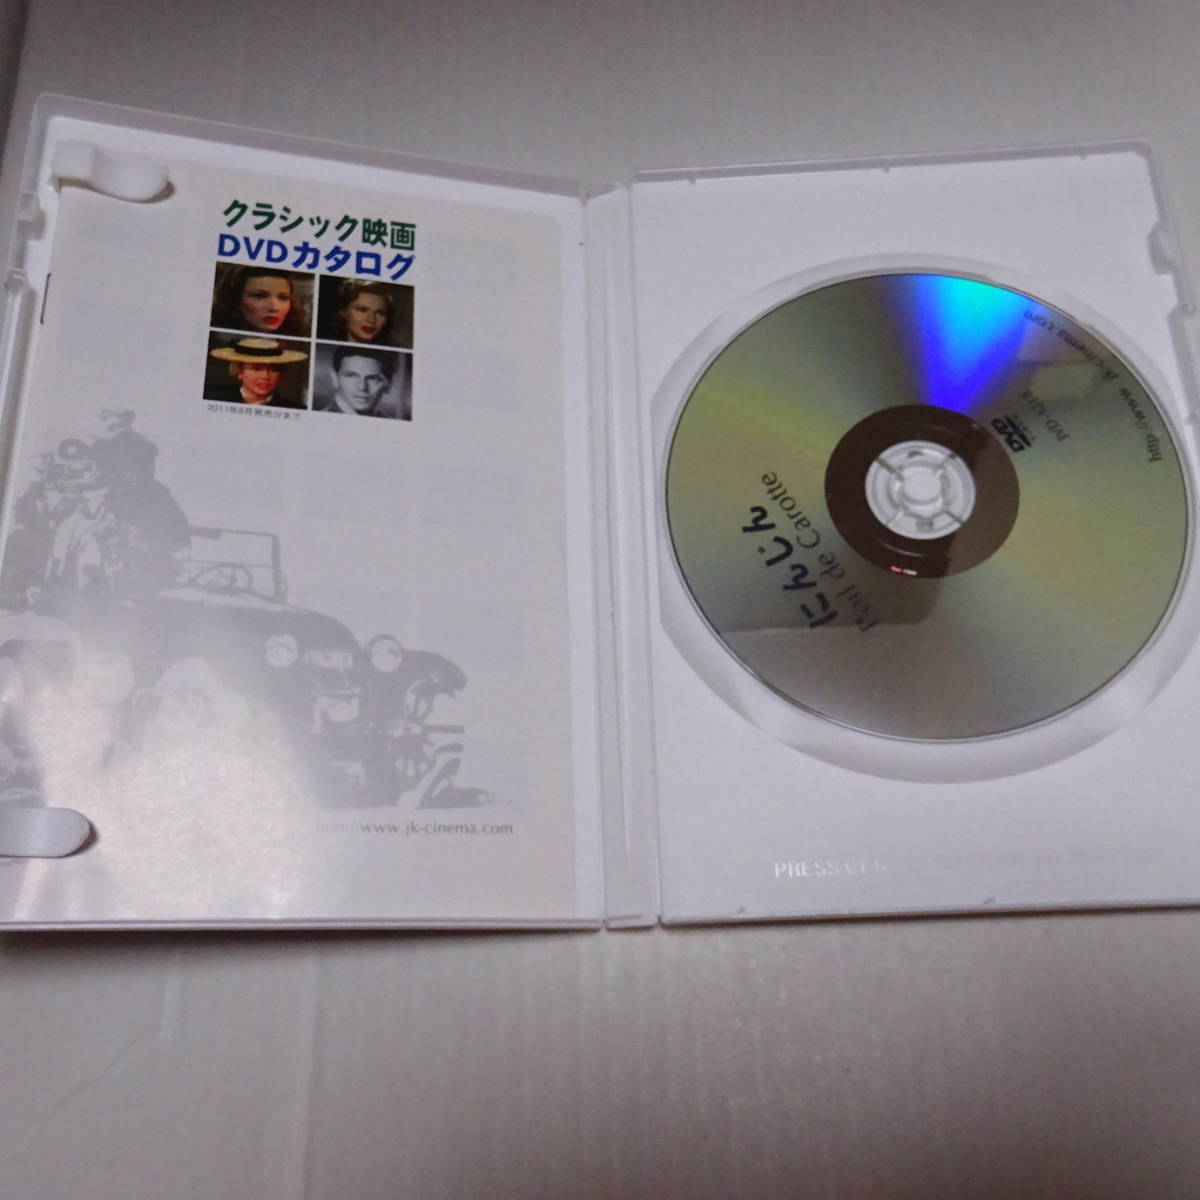 クラシック映画
DVDカタログ
2011年8月発売分まで
www.jk-cinema.com
にんじん
Poil de Carotte
DVD
http://www.jk-cinema.com
PRESS